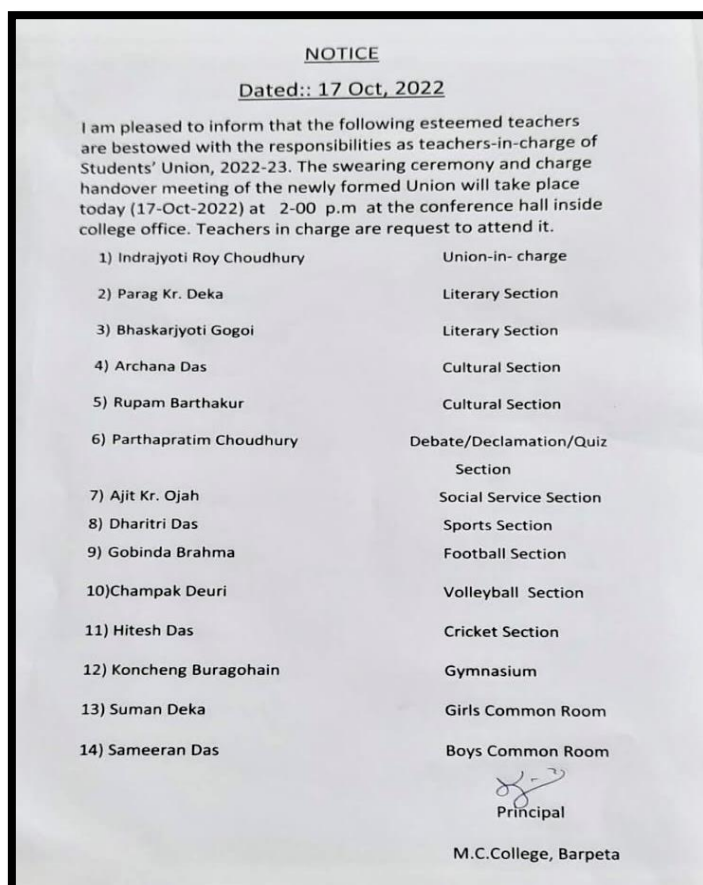 NOTICE
Dated:: 17 Oct, 2022
I am pleased to inform that the following esteemed teachers
are bestowed with the responsibilities as teachers-in-charge of
Students' Union, 2022-23. The swearing ceremony and charge
handover meeting of the newly formed Union will take place
today (17-Oct-2022) at 2-00 p.m at the conference hall inside
college office. Teachers in charge are request to attend it.
1) Indrajyoti Roy Choudhury Union-in- charge
2) Parag Kr. Deka Literary Section
3) Bhaskarjyoti Gogoi Literary Section
4) Archana Das Cultural Section
5) Rupam Barthakur Cultural Section
6) Parthapratim Choudhury Debate/Declamation/Quiz
Section
7) Ajit Kr. Ojah Social Service Section
8) Dharitri Das Sports Section
9) Gobinda Brahma Football Section
10)Champak Deuri Volleyball Section
11) Hitesh Das Cricket Section
12) Koncheng Buragohain Gymnasium
13) Suman Deka Girls Common Room
14) Sameeran Das Boys Common Room
Principal
M.C.College, Barpeta